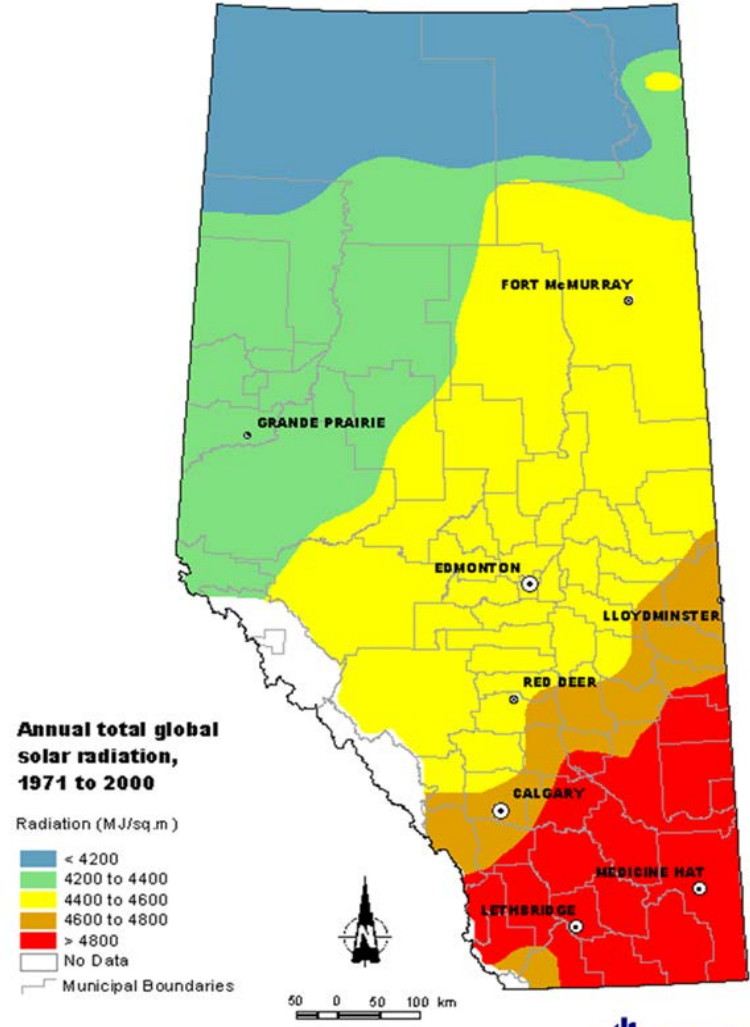 FORT McMURRAY
GRANDE PRAIRIE
EDMONTON
LLOYDMINSTER
RED DEER
Annual total global
solar radiation,
1971 to 2000
CALGARY
Radiation (MJ/sq.m)
< 4200
4200 to 4400
4400 to 4600
4600 to 4800
> 4800
No Data
Municipal Boundaries
MEDICINE HAT
LETHBRIDGE
N
50 0 50 100 km